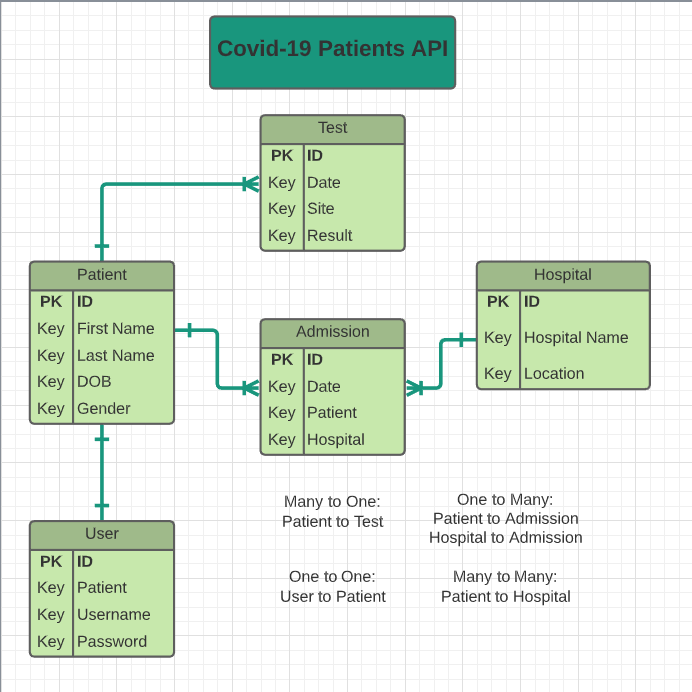 Covid-19 Patients API
Test
PK ID
Key Date
Key Site
Key Result
Patient
PK ID
Key First Name
Key Last Name
Key DOB
Key Gender
Admission
PK ID
Key Date
Key Patient
Key Hospital
Hospital
PK ID
Key Hospital Name
Key Location
User
PK ID
Key Patient
Key Username
Key Password
Many to One:
Patient to Test
One to Many:
Patient to Admission
Hospital to Admission
One to One:
User to Patient
Many to Many:
Patient to Hospital